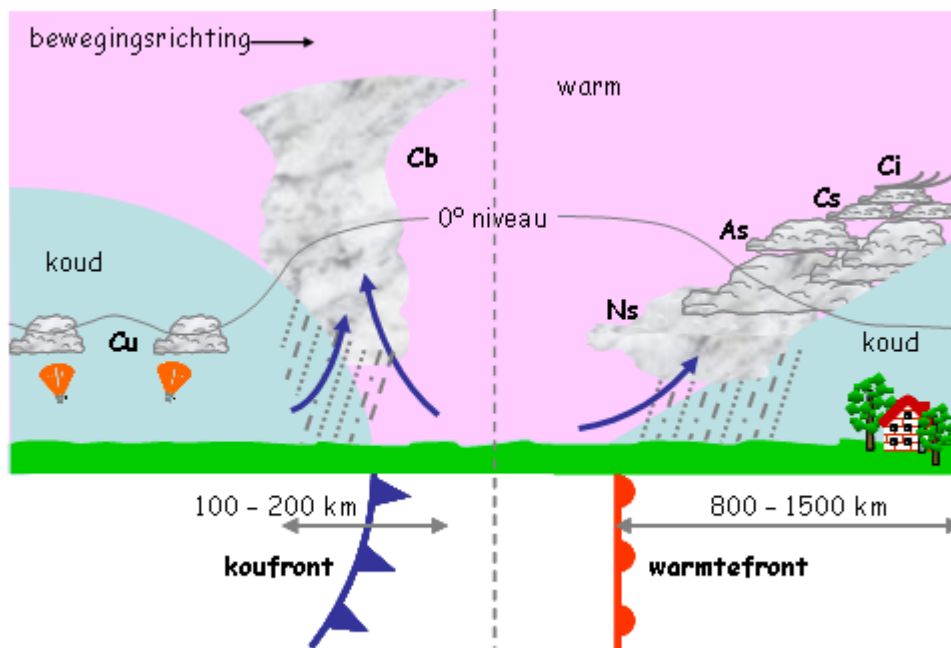 bewegingsrichting
warm
Cb
Ci
Cs
As
0° niveau
koud
Ns
Cu
koud
100 - 200 km
800 - 1500 km
koufront
warmtefront